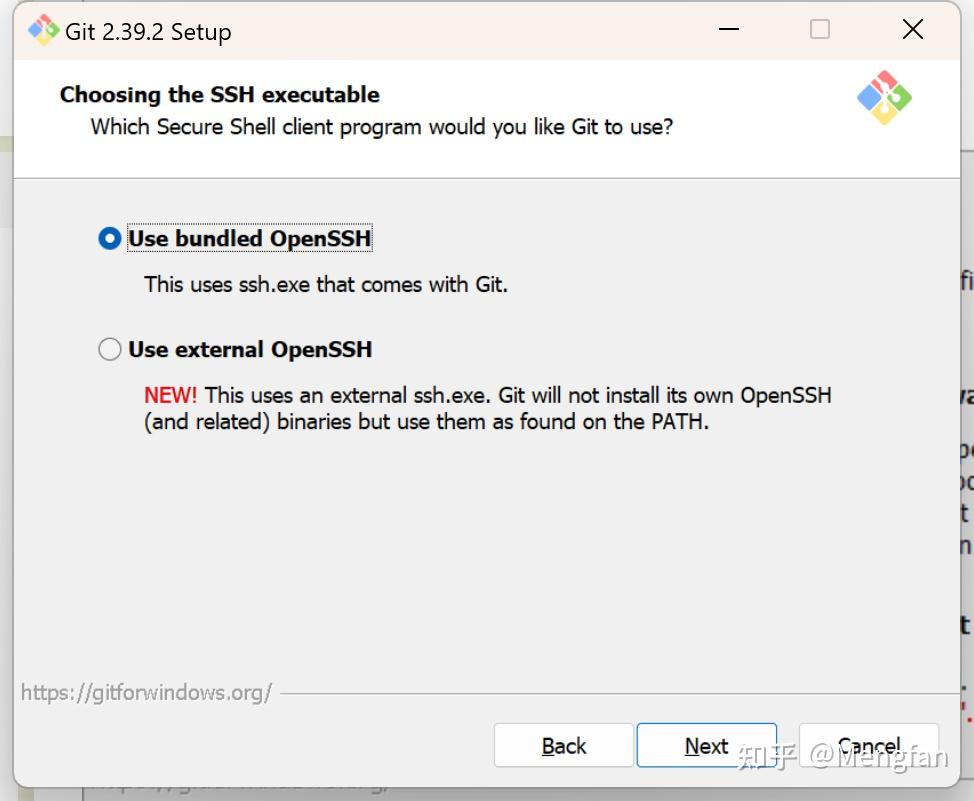 Git 2.39.2 Setup
Choosing the SSH executable
Which Secure Shell client program would you like Git to use?
Use bundled OpenSSH
This uses ssh.exe that comes with Git.
Use external OpenSSH
NEW! This uses an external ssh.exe. Git will not install its own OpenSSH
(and related) binaries but use them as found on the PATH.
https://gitforwindows.org/
Back Next Cancel
知乎 @Mengfan